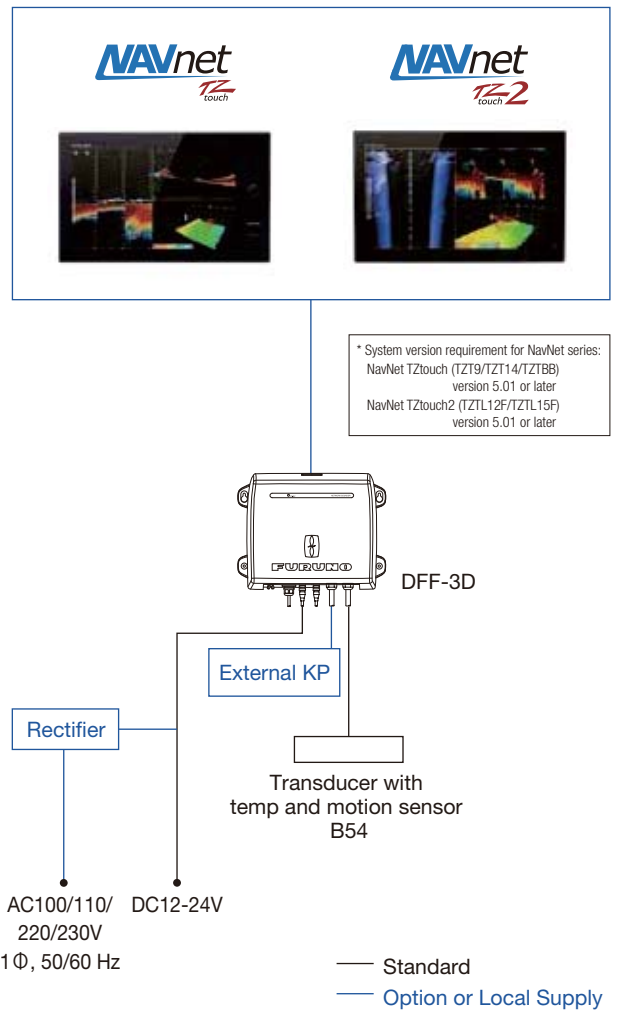 NAVnet
TZ
touch
NAVnet
TZ
touch 2
* System version requirement for NavNet series:
NavNet TZtouch (TZT9/TZT14/TZTBB)
version 5.01 or later
NavNet TZtouch2 (TZTL12F/TZTL15F)
version 5.01 or later
FURUNO
DFF-3D
External KP
Rectifier
Transducer with
temp and motion sensor
B54
AC100/110/
220/230V
1Φ, 50/60 Hz
DC12-24V
Standard
Option or Local Supply